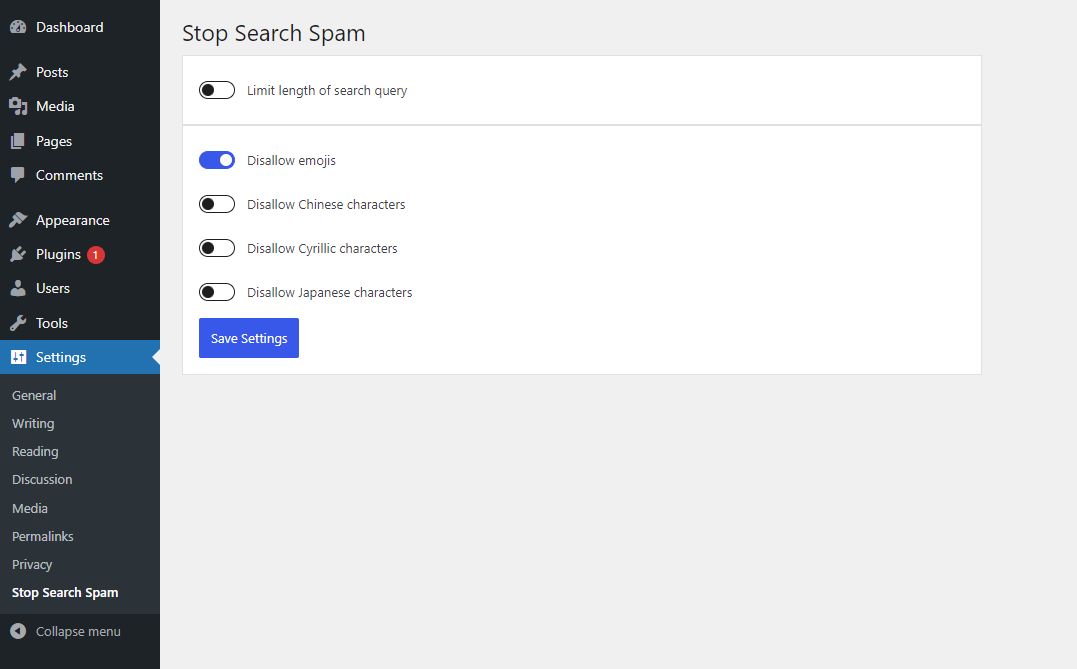 Dashboard
Posts
Media
Pages
Comments
Appearance
Plugins 1
Users
Tools
Settings
General
Writing
Reading
Discussion
Media
Permalinks
Privacy
Stop Search Spam
Collapse menu
Stop Search Spam
Limit length of search query
Disallow emojis
Disallow Chinese characters
Disallow Cyrillic characters
Disallow Japanese characters
Save Settings